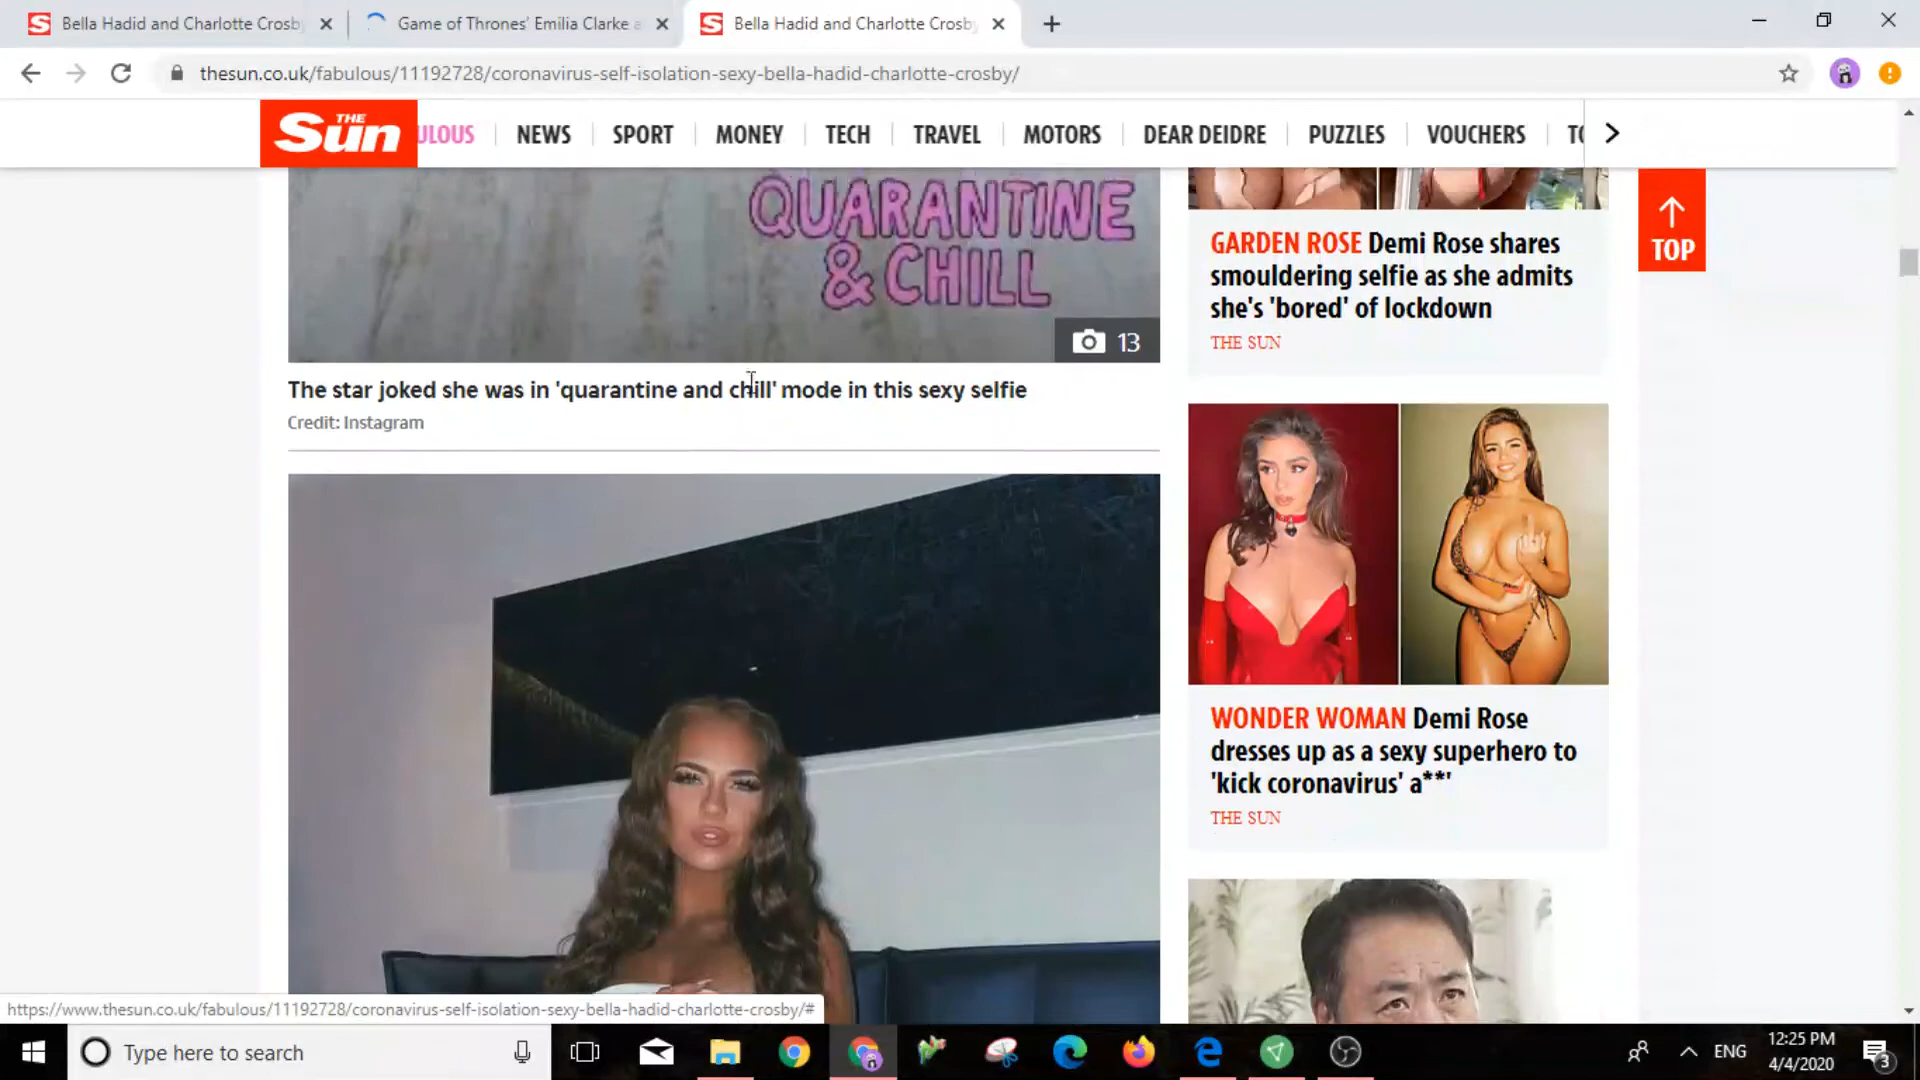 Bella Hadid and Charlotte Crosby
Game of Thrones' Emilia Clarke a
Bella Hadid and Charlotte Crosby
thesun.co.uk/fabulous/11192728/coronavirus-self-isolation-sexy-bella-hadid-charlotte-crosby/
THE Sun
ULOUS
NEWS
SPORT
MONEY
TECH
TRAVEL
MOTORS
DEAR DEIDRE
PUZZLES
VOUCHERS
TO
QUARANTINE
& CHILL
13
The star joked she was in 'quarantine and chill' mode in this sexy selfie
Credit: Instagram
GARDEN ROSE Demi Rose shares
smouldering selfie as she admits
she's 'bored' of lockdown
THE SUN
TOP
WONDER WOMAN Demi Rose
dresses up as a sexy superhero to
'kick coronavirus' a**'
THE SUN
https://www.thesun.co.uk/fabulous/11192728/coronavirus-self-isolation-sexy-bella-hadid-charlotte-crosby/#
Type here to search
ENG
12:25 PM
4/4/2020
3